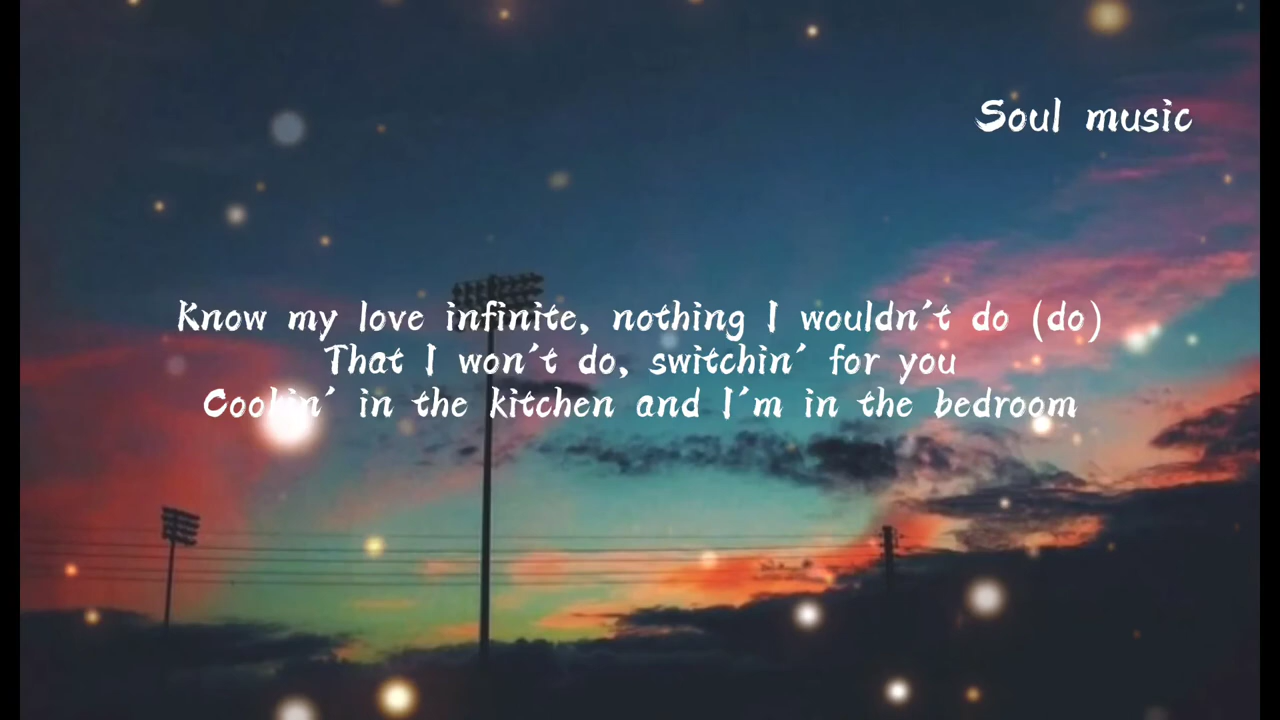 Soul music
Know my love infinite, nothing I wouldn't do (do)
That I won't do, switchin' for you
Cookin' in the kitchen and I'm in the bedroom